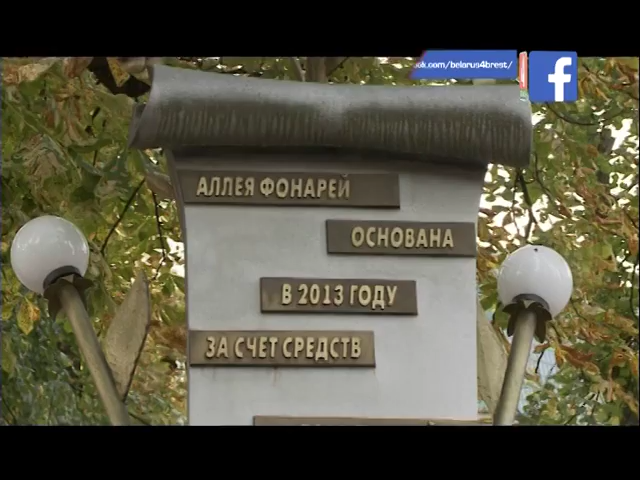 ok.com/belarus4brest/
f
АЛЛЕЯ ФОНАРЕЙ
ОСНОВАНА
В 2013 ГОДУ
ЗА СЧЕТ СРЕДСТВ